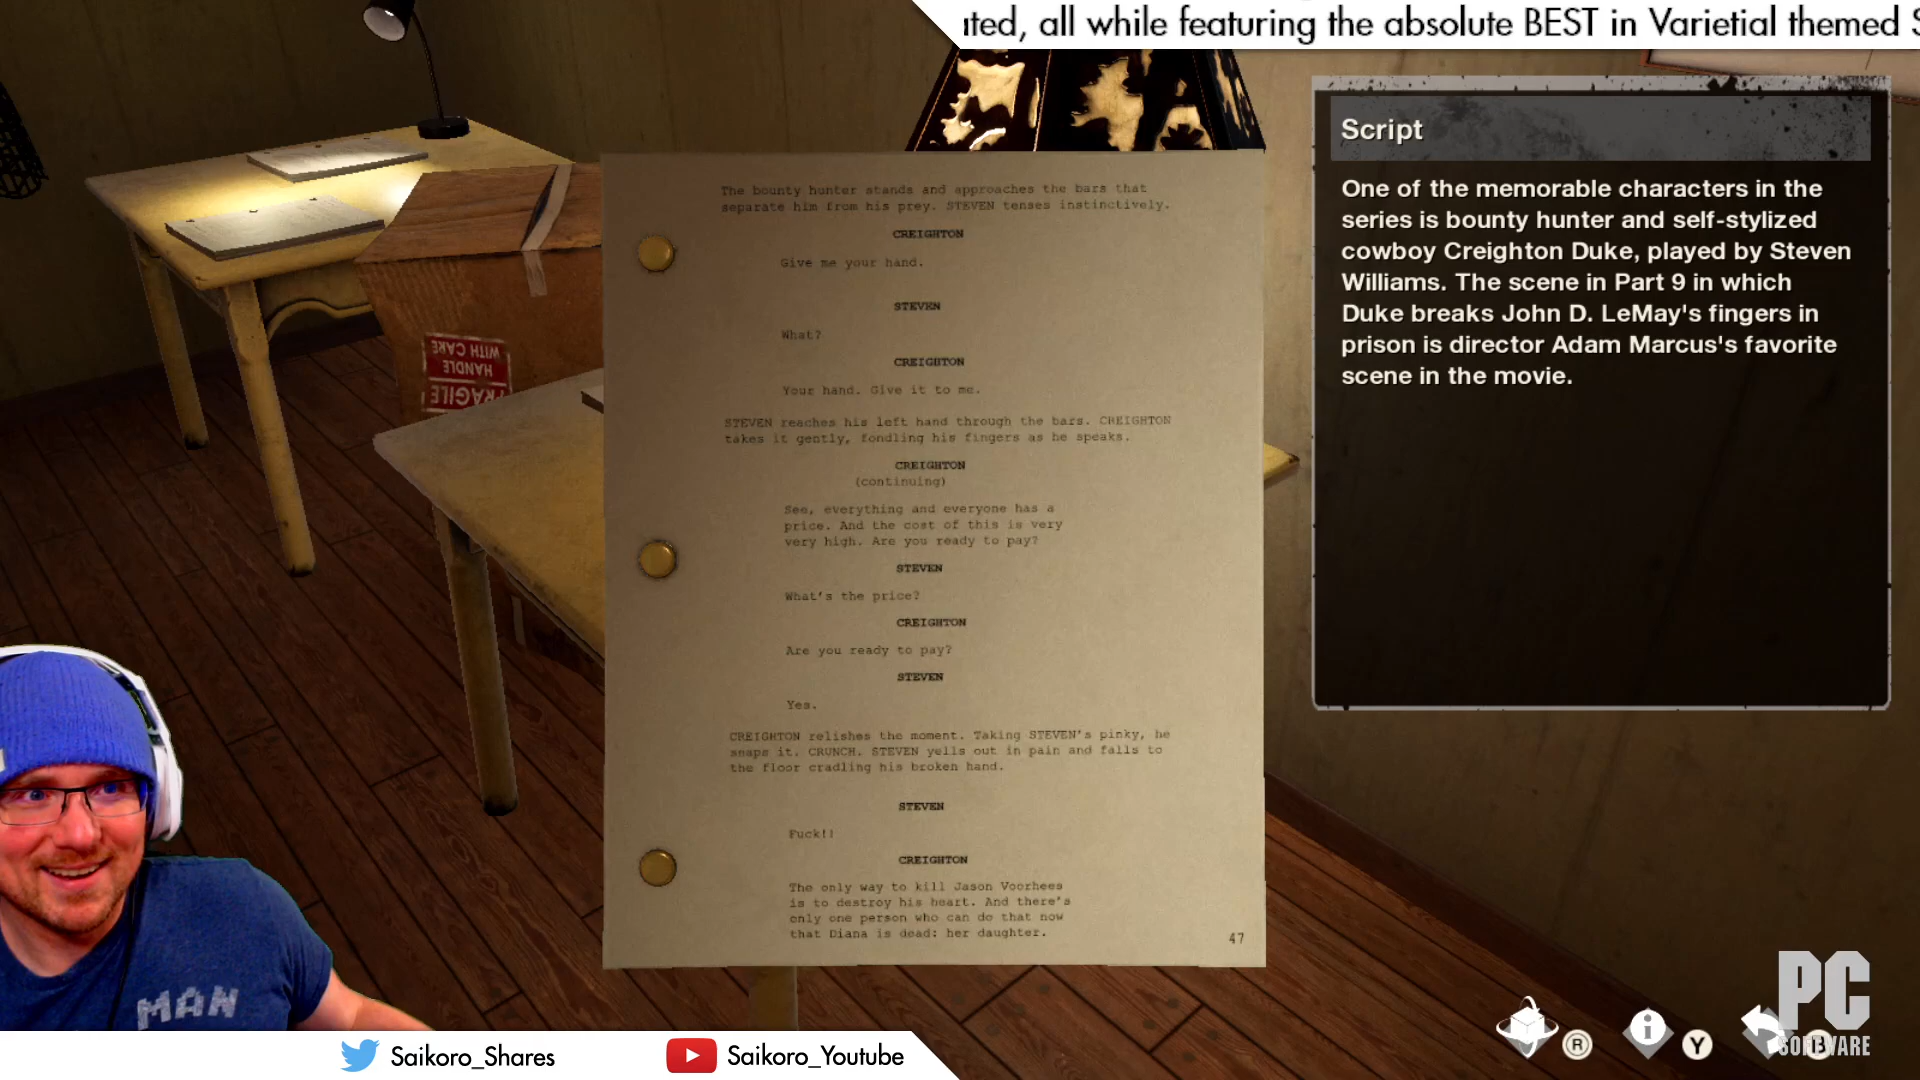 ted, all while featuring the absolute BEST in Varietial themed
Script
One of the memorable characters in the
series is bounty hunter and self-stylized
cowboy Creighton Duke, played by Steven
Williams. The scene in Part 9 in which
Duke breaks John D. LeMay's fingers in
prison is director Adam Marcus's favorite
scene in the movie.
The bounty hunter stands and approaches the bars that
separate him from his prey. STEVEN tenses instinctively.
CREIGHTON
Give me your hand.
STEVEN
What?
CREIGHTON
Your hand. Give it to me.
STEVEN reaches his left hand through the bars. CREIGHTON
takes it gently, fondling his fingers as he speaks.
CREIGHTON
(continuing)
See, everything and everyone has a
price. And the cost of this is very
very high. Are you ready to pay?
STEVEN
What's the price?
CREIGHTON
Are you ready to pay?
STEVEN
Yes.
CREIGHTON relishes the moment. Taking STEVEN's pinky, he
snaps it. CRUNCH. STEVEN yells out in pain and falls to
the floor cradling his broken hand.
STEVEN
Fuck!!
CREIGHTON
The only way to kill Jason Voorhees
is to destroy his heart. And there's
only one person who can do that now
that Diana is dead: her daughter.
47
FRAGILE
HANDLE
WITH CARE
MAN
Saikoro_Shares
Saikoro_Youtube
R
Y
B
PC
SOFTWARE